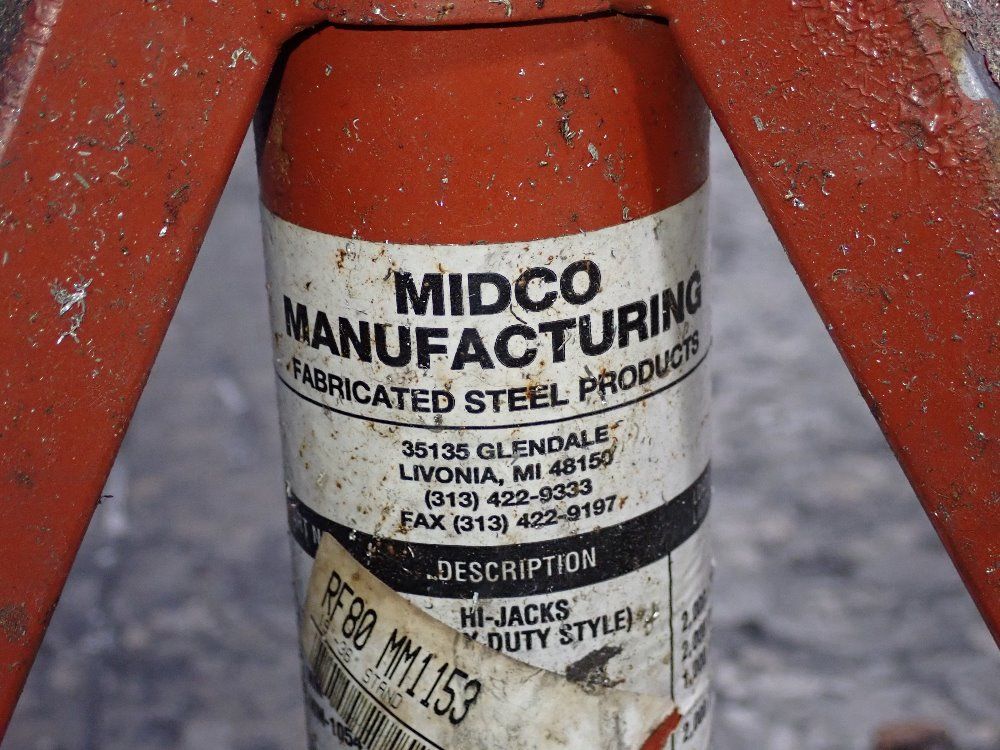 MIDCO
MANUFACTURING
FABRICATED STEEL PRODUCTS
35135 GLENDALE
LIVONIA, MI 48150
(313) 422-9333
FAX (313) 422-9197
DESCRIPTION
HI-JACKS
DUTY STYLE)
RF80 MM1153
STAND